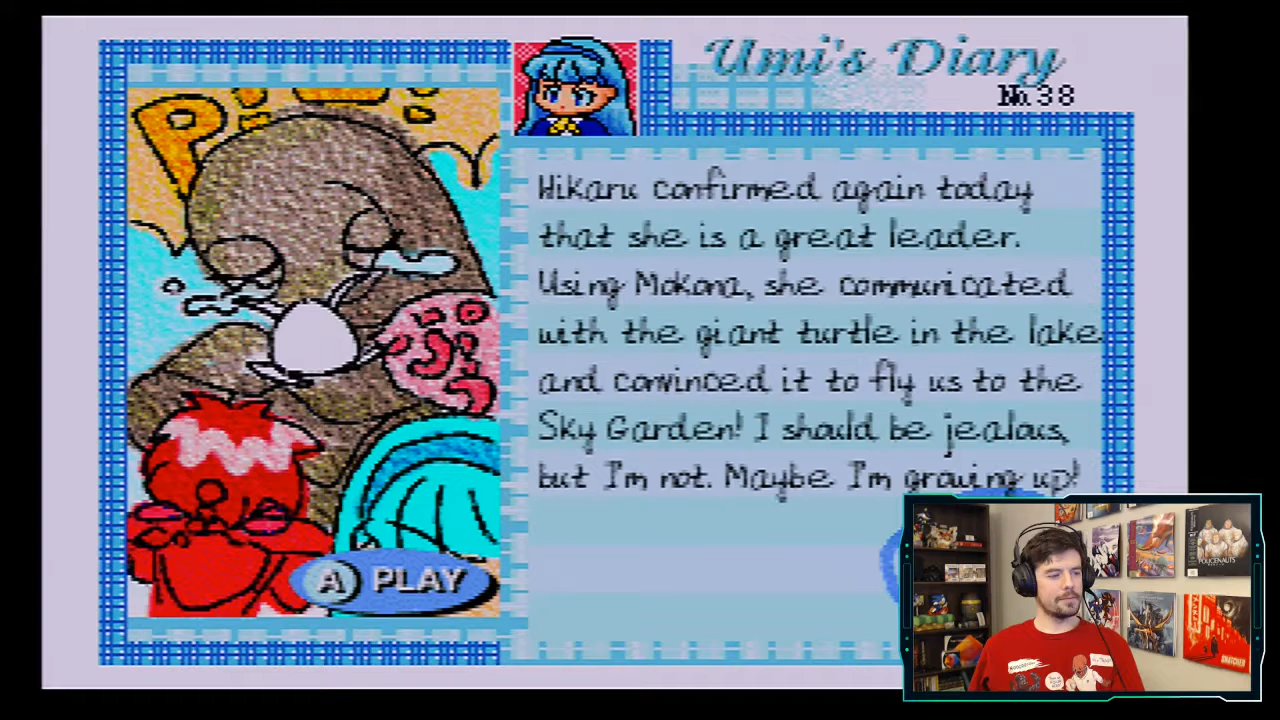 Umi's Diary
No.38
Hikaru confirmed again today
that she is a great leader.
Using Mokona, she communicated
with the giant turtle in the lake
and convinced it to fly us to the
Sky Garden! I should be jealous,
but I'm not. Maybe I'm growing up!
A PLAY
POLICENAUTS
SNATCHER